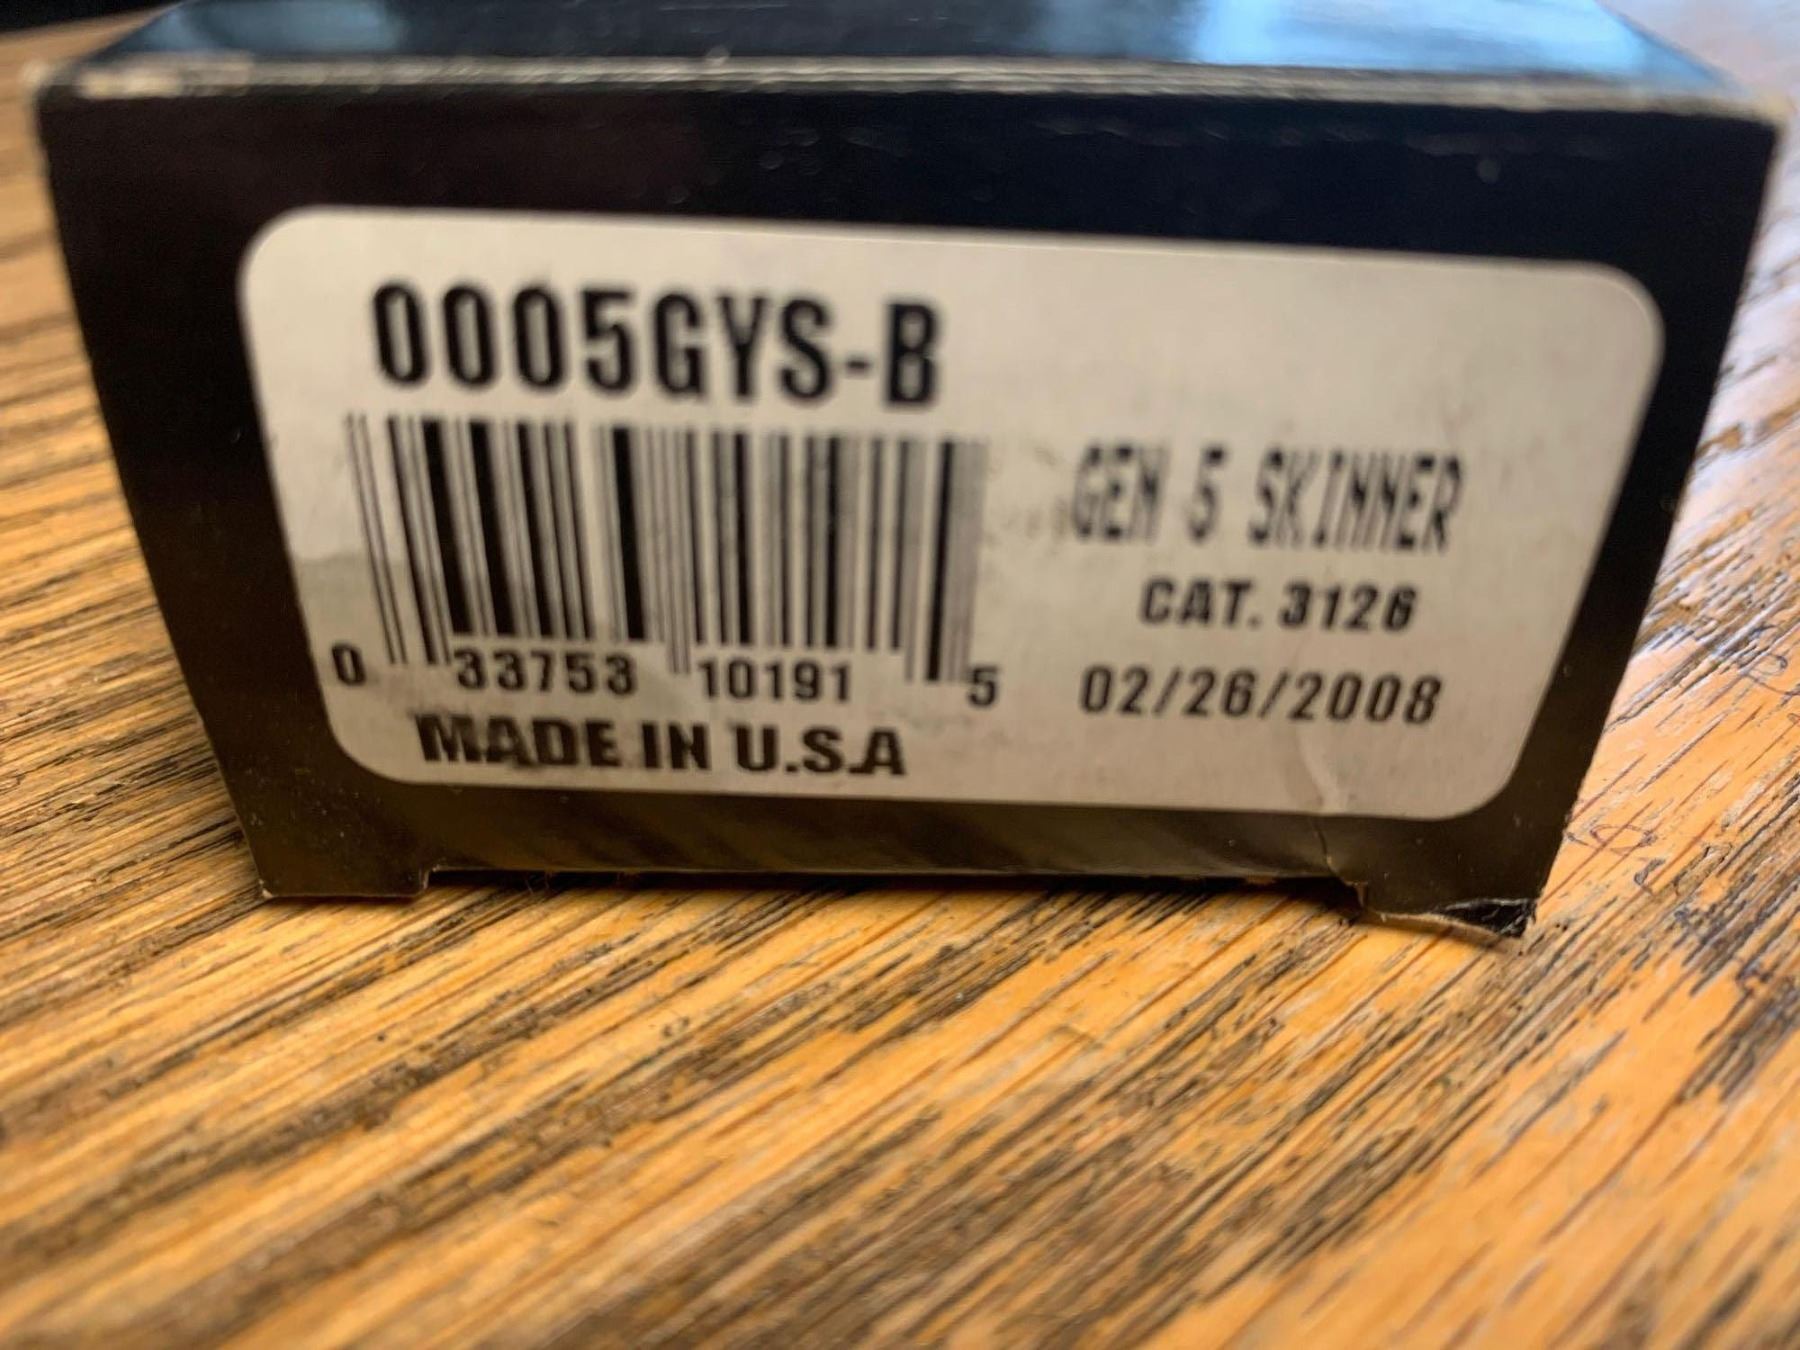 0005GYS-B
GEN 5 SKINNER
CAT. 3126
0 33753 10191 5
02/26/2008
MADE IN U.S.A